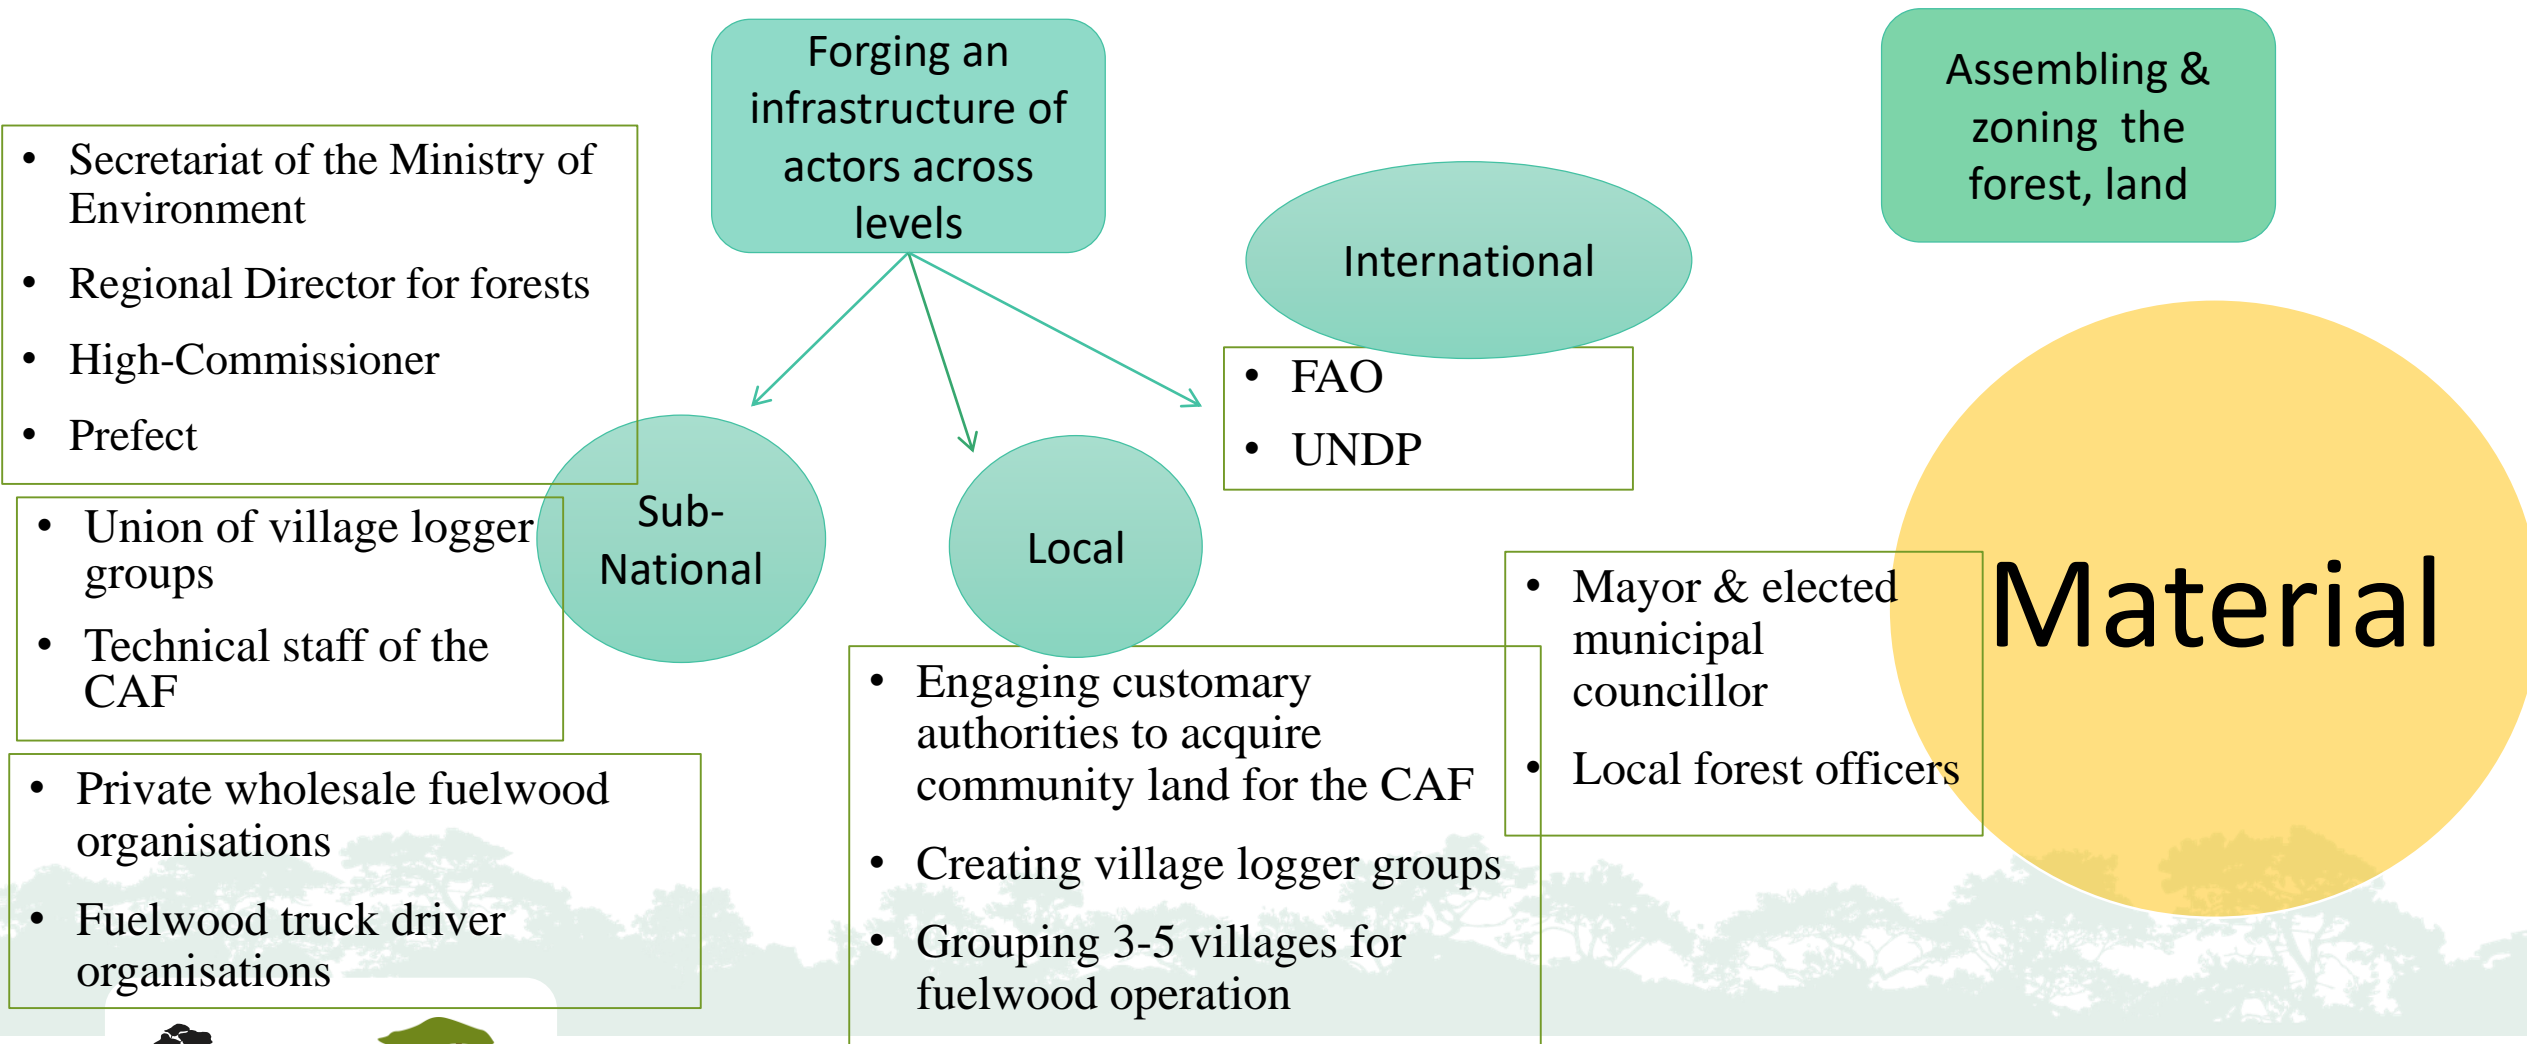 Forging an
infrastructure of
actors across
levels
Assembling &
zoning the
forest, land
• Secretariat of the Ministry of
Environment
• Regional Director for forests
• High-Commissioner
• Prefect
International
• FAO
• UNDP
Sub-
National
Local
Material
• Union of village logger
groups
• Technical staff of the
CAF
• Mayor & elected
municipal
councillor
• Local forest officers
• Engaging customary
authorities to acquire
community land for the CAF
• Creating village logger groups
• Grouping 3-5 villages for
fuelwood operation
• Private wholesale fuelwood
organisations
• Fuelwood truck driver
organisations